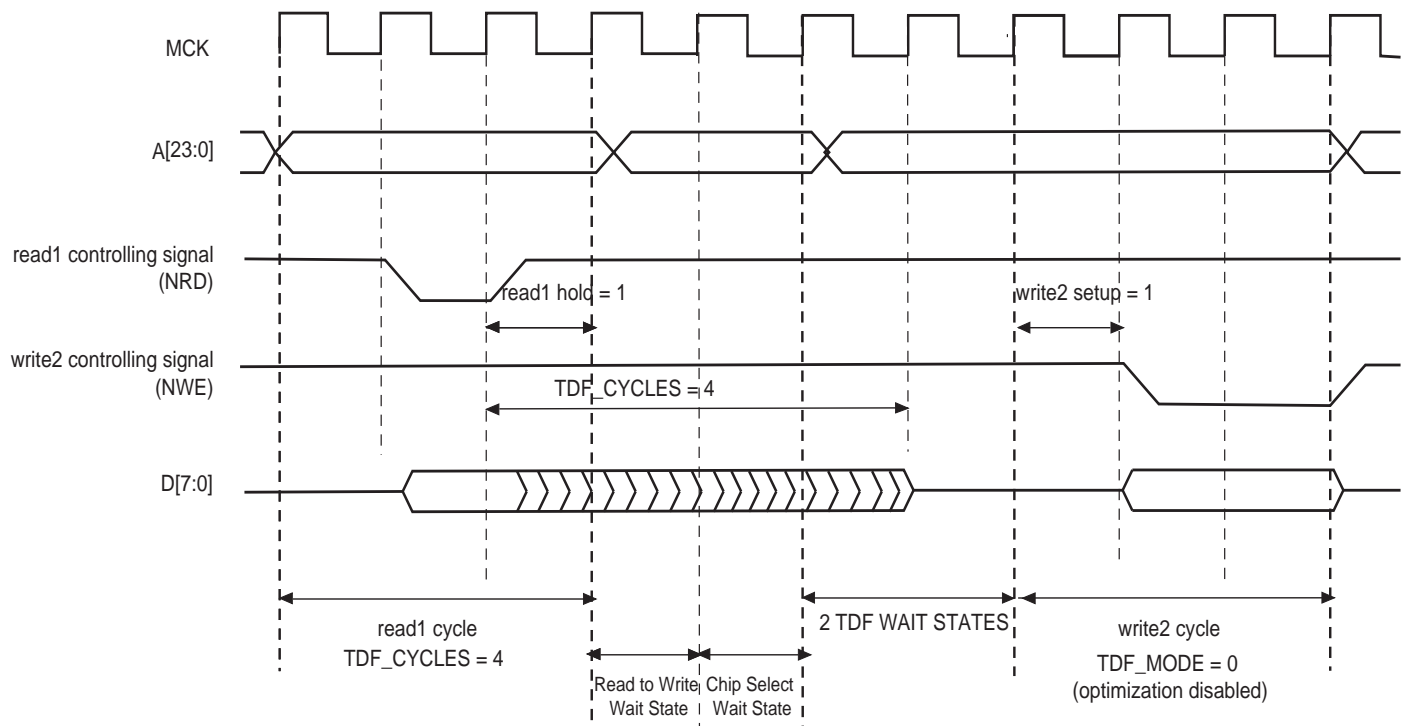 MCK
A[23:0]
read1 controlling signal
(NRD)
read1 hold = 1
write2 setup = 1
write2 controlling signal
(NWE)
TDF_CYCLES = 4
D[7:0]
read1 cycle
TDF_CYCLES = 4
2 TDF WAIT STATES
write2 cycle
TDF_MODE = 0
(optimization disabled)
Read to Write
Wait State
Chip Select
Wait State